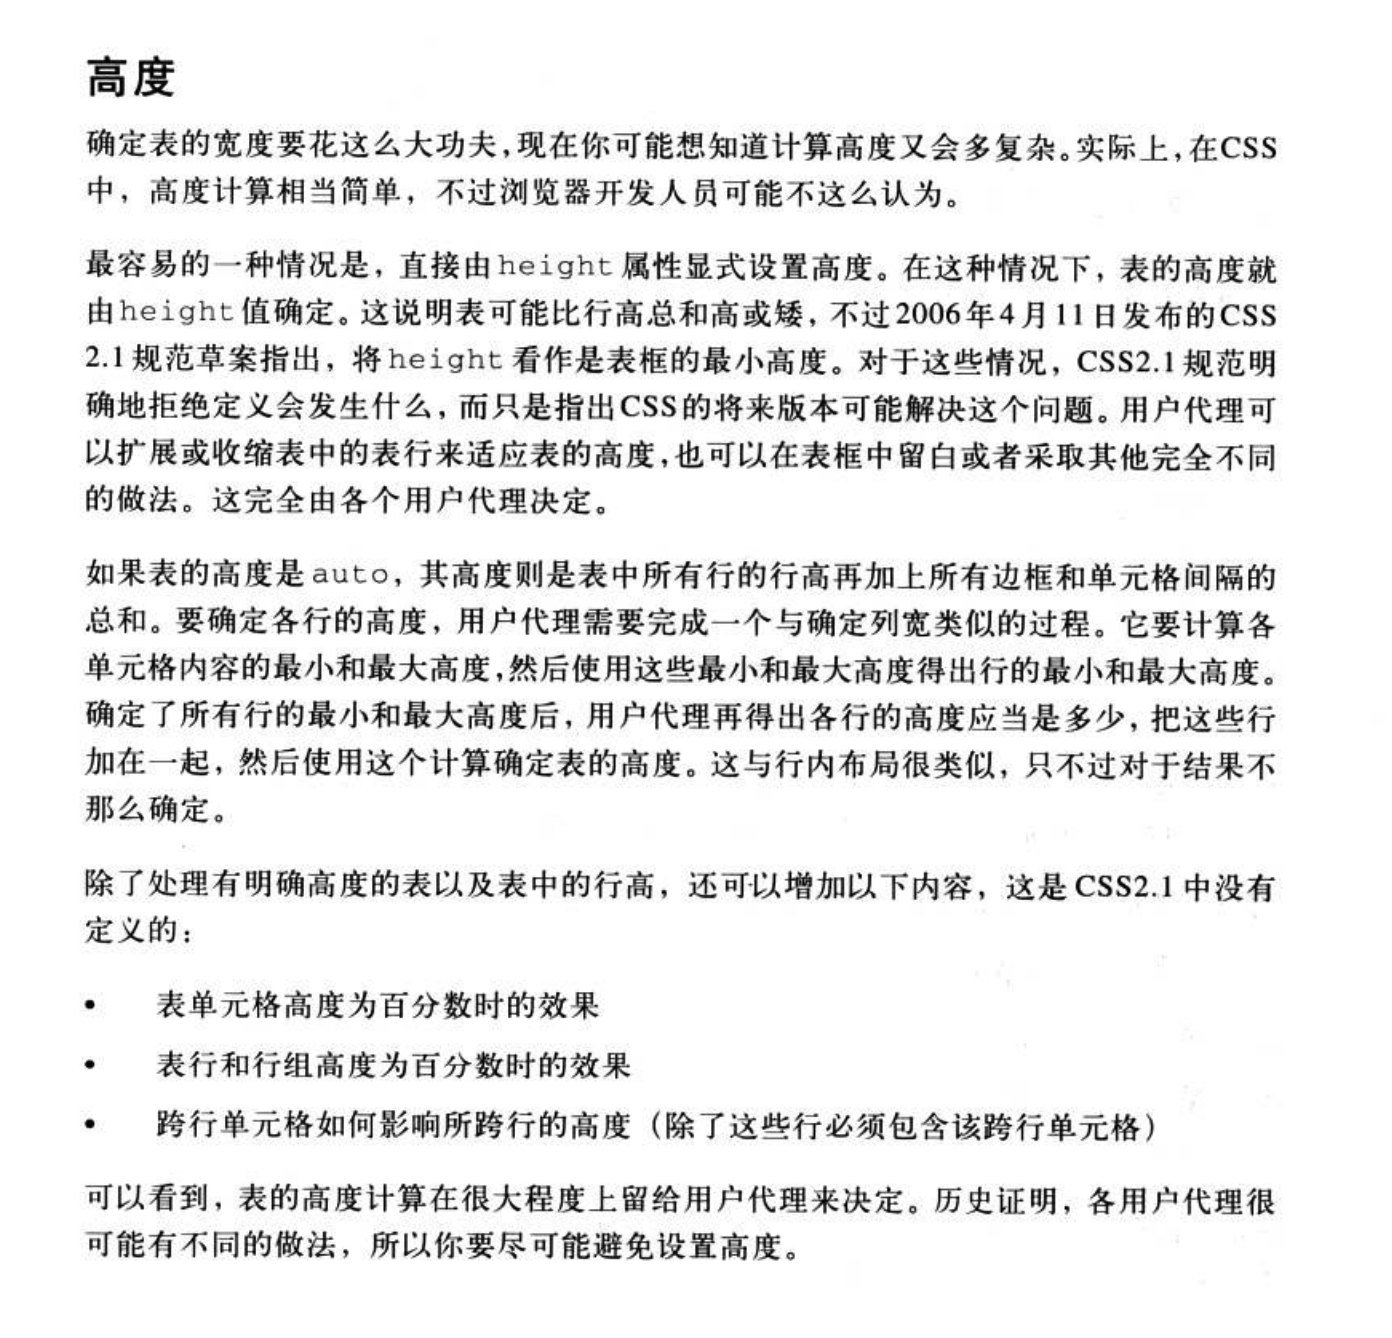 高度
确定表的宽度要花这么大功夫,现在你可能想知道计算高度又会多复杂。实际上,在CSS
中，高度计算相当简单，不过浏览器开发人员可能不这么认为。
最容易的一种情况是，直接由height属性显式设置高度。在这种情况下，表的高度就
由height值确定。这说明表可能比行高总和高或矮，不过2006年4月11日发布的CSS
2.1规范草案指出，将height看作是表框的最小高度。对于这些情况，CSS2.1规范明
确地拒绝定义会发生什么，而只是指出CSS的将来版本可能解决这个问题。用户代理可
以扩展或收缩表中的表行来适应表的高度,也可以在表框中留白或者采取其他完全不同
的做法。这完全由各个用户代理决定。
如果表的高度是auto，其高度则是表中所有行的行高再加上所有边框和单元格间隔的
总和。要确定各行的高度，用户代理需要完成一个与确定列宽类似的过程。它要计算各
单元格内容的最小和最大高度,然后使用这些最小和最大高度得出行的最小和最大高度。
确定了所有行的最小和最大高度后，用户代理再得出各行的高度应当是多少，把这些行
加在一起，然后使用这个计算确定表的高度。这与行内布局很类似，只不过对于结果不
那么确定。
除了处理有明确高度的表以及表中的行高，还可以增加以下内容，这是CSS2.1中没有
定义的：
• 表单元格高度为百分数时的效果
• 表行和行组高度为百分数时的效果
• 跨行单元格如何影响所跨行的高度（除了这些行必须包含该跨行单元格）
可以看到，表的高度计算在很大程度上留给用户代理来决定。历史证明，各用户代理很
可能有不同的做法，所以你要尽可能避免设置高度。